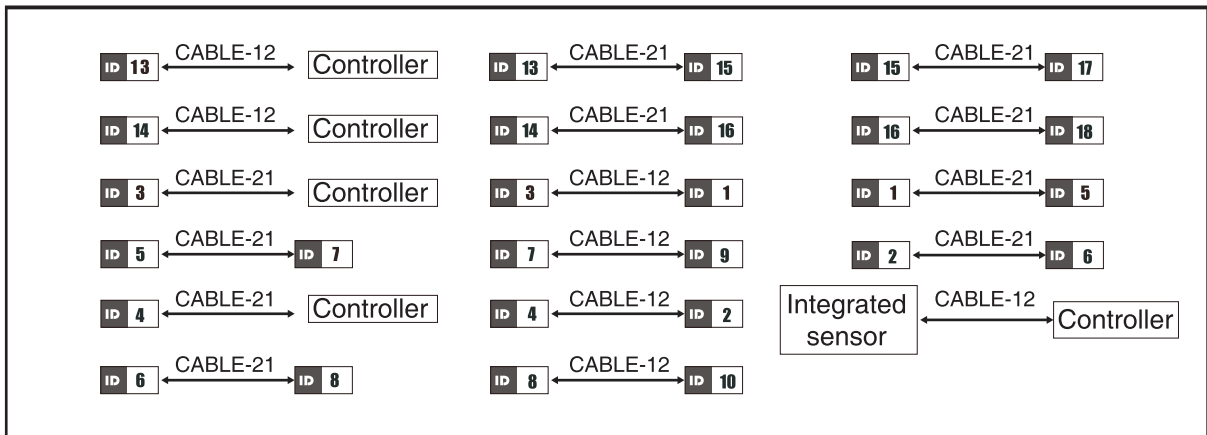 ID 13 CABLE-12 Controller
ID 13 CABLE-21 ID 15
ID 15 CABLE-21 ID 17
ID 14 CABLE-12 Controller
ID 14 CABLE-21 ID 16
ID 16 CABLE-21 ID 18
ID 3 CABLE-21 Controller
ID 3 CABLE-12 ID 1
ID 1 CABLE-21 ID 5
ID 5 CABLE-21 ID 7
ID 7 CABLE-12 ID 9
ID 2 CABLE-21 ID 6
ID 4 CABLE-21 Controller
ID 4 CABLE-12 ID 2
Integrated
sensor
CABLE-12 Controller
ID 6 CABLE-21 ID 8
ID 8 CABLE-12 ID 10